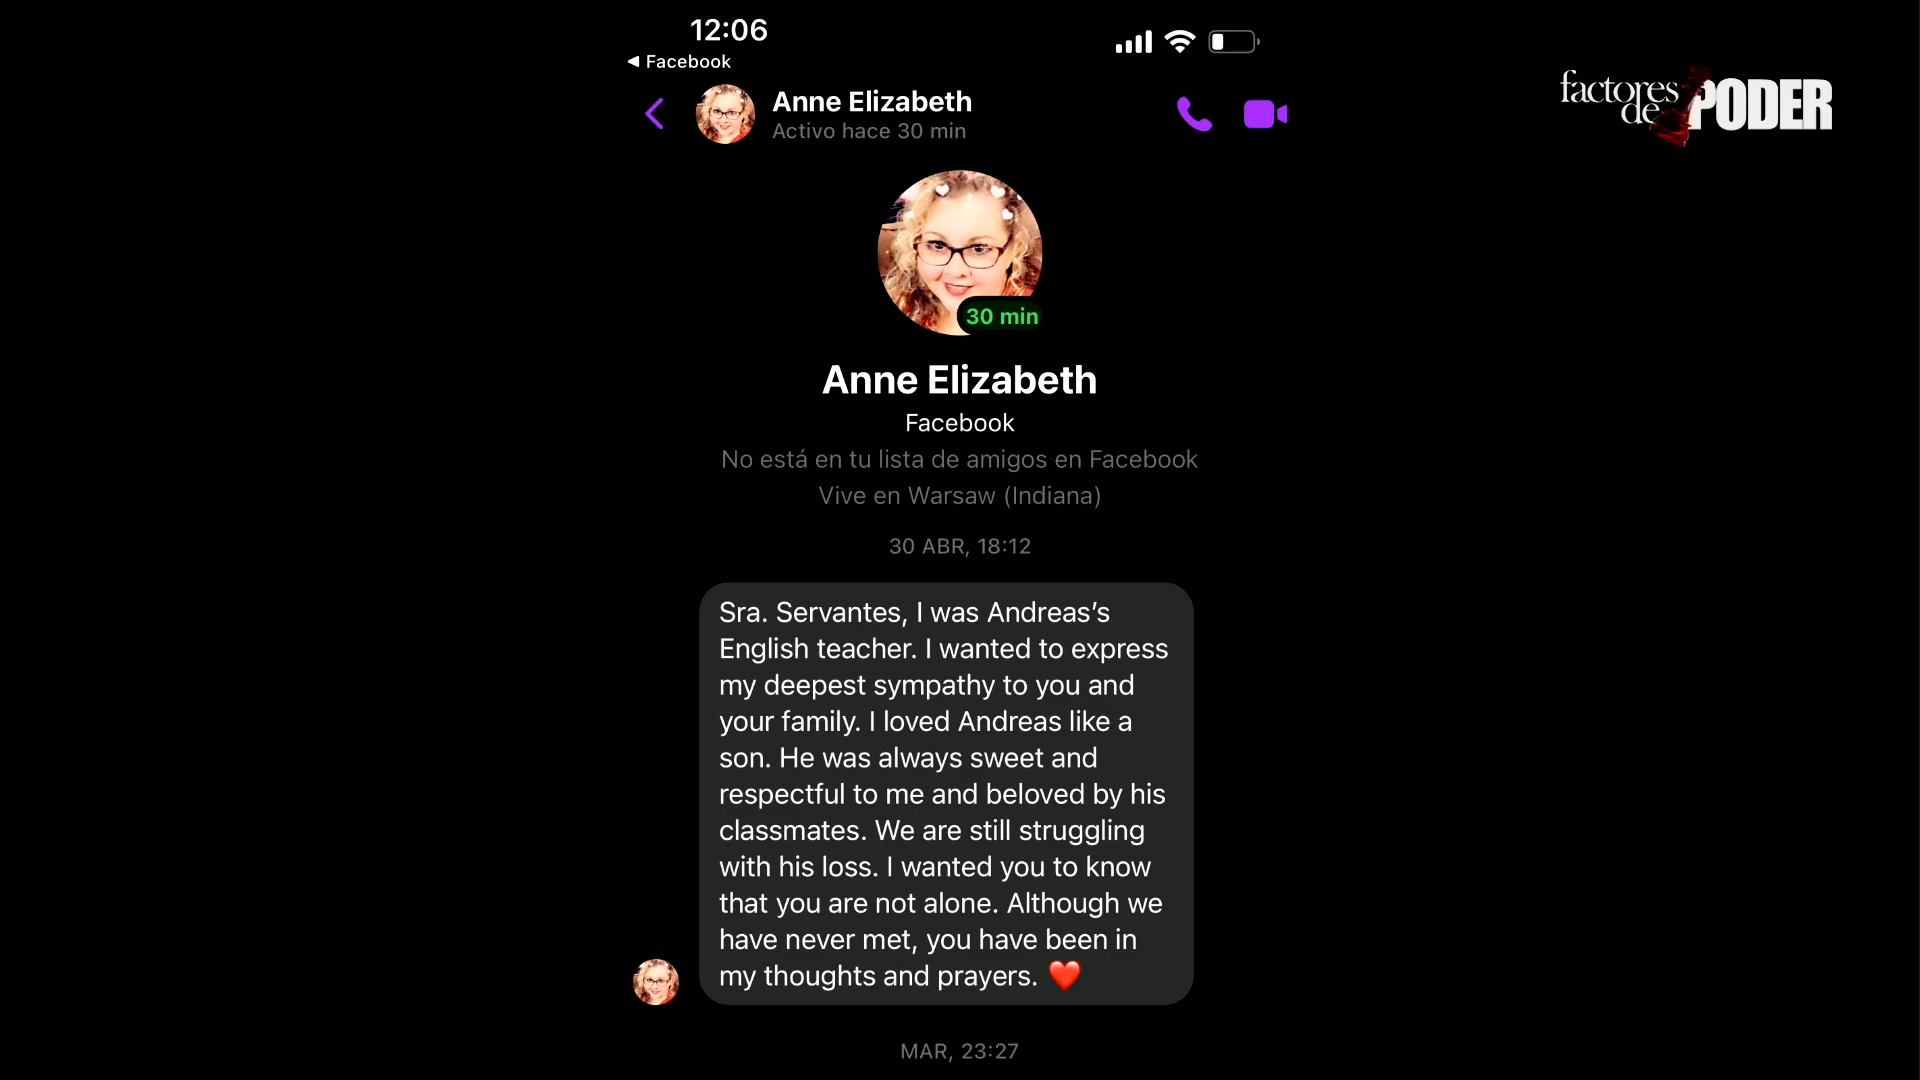 12:06
Facebook
Anne Elizabeth
Activo hace 30 min
factores
de PODER
30 min
Anne Elizabeth
Facebook
No está en tu lista de amigos en Facebook
Vive en Warsaw (Indiana)
30 ABR, 18:12
Sra. Servantes, I was Andreas’s
English teacher. I wanted to express
my deepest sympathy to you and
your family. I loved Andreas like a
son. He was always sweet and
respectful to me and beloved by his
classmates. We are still struggling
with his loss. I wanted you to know
that you are not alone. Although we
have never met, you have been in
my thoughts and prayers. ❤️
MAR, 23:27